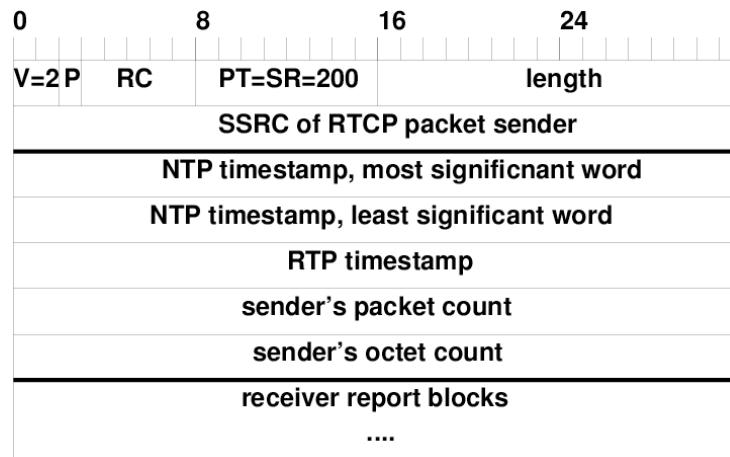 0 8 16 24
V=2 P RC PT=SR=200 length
SSRC of RTCP packet sender
NTP timestamp, most significnant word
NTP timestamp, least significant word
RTP timestamp
sender's packet count
sender's octet count
receiver report blocks
....